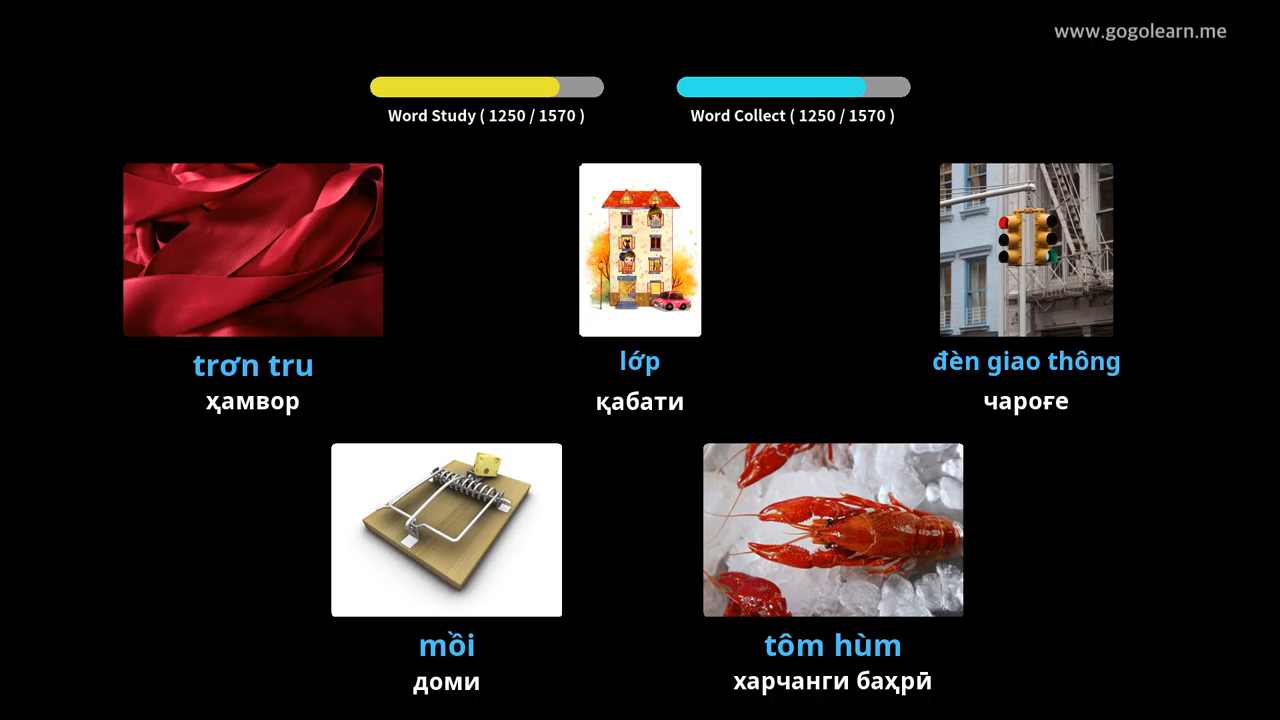 www.gogolearn.me
Word Study ( 1250 / 1570 )
Word Collect ( 1250 / 1570 )
trơn tru
ҳамвор
lớp
қабати
đèn giao thông
чароғе
mồi
доми
tôm hùm
харчанги баҳрӣ